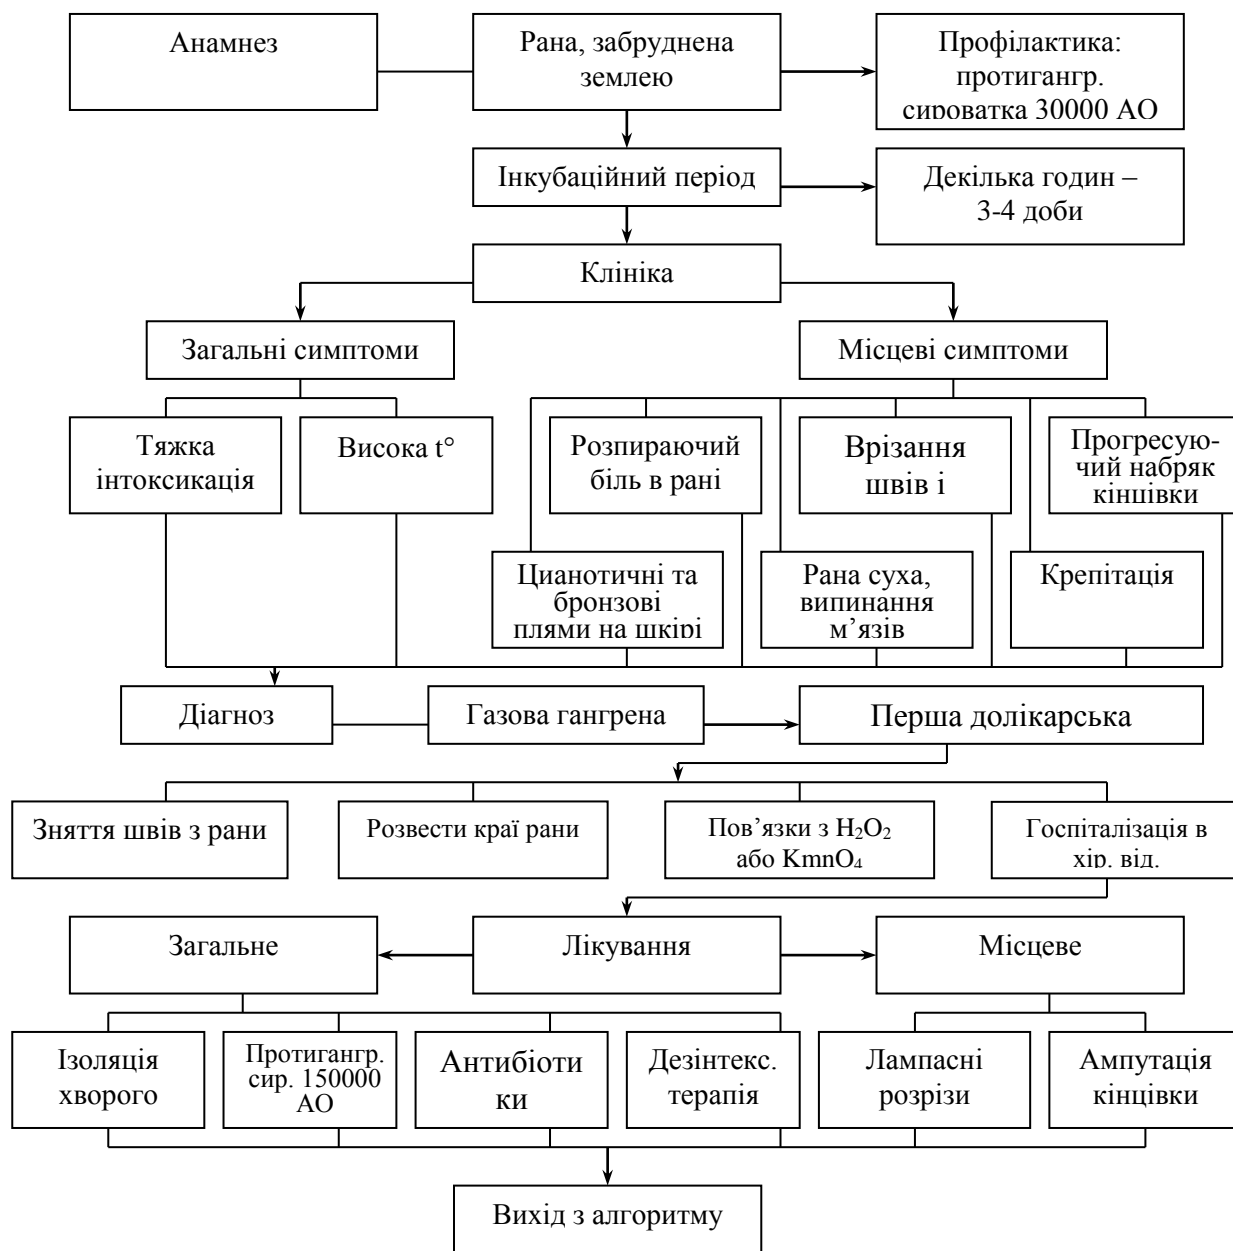 Анамнез
Рана, забруднена
землею
Профілактика:
протигангр.
сироватка 30000 АО
Інкубаційний період
Декілька годин –
3-4 доби
Клініка
Загальні симптоми
Місцеві симптоми
Тяжка
інтоксикація
Висока t°
Розпираючий
біль в рані
Врізання
швів і
Прогресую-
чий набряк
кінцівки
Цианотичні та
бронзові
плями на шкірі
Рана суха,
випинання
м’язів
Крепітація
Діагноз
Газова гангрена
Перша долікарська
Зняття швів з рани
Розвести краї рани
Пов’язки з H₂O₂
або KmnO₄
Госпіталізація в
хір. від.
Загальне
Лікування
Місцеве
Ізоляція
хворого
Протигангр.
сир. 150000
АО
Антибіоти
ки
Дезінтекс.
терапія
Лампасні
розрізи
Ампутація
кінцівки
Вихід з алгоритму